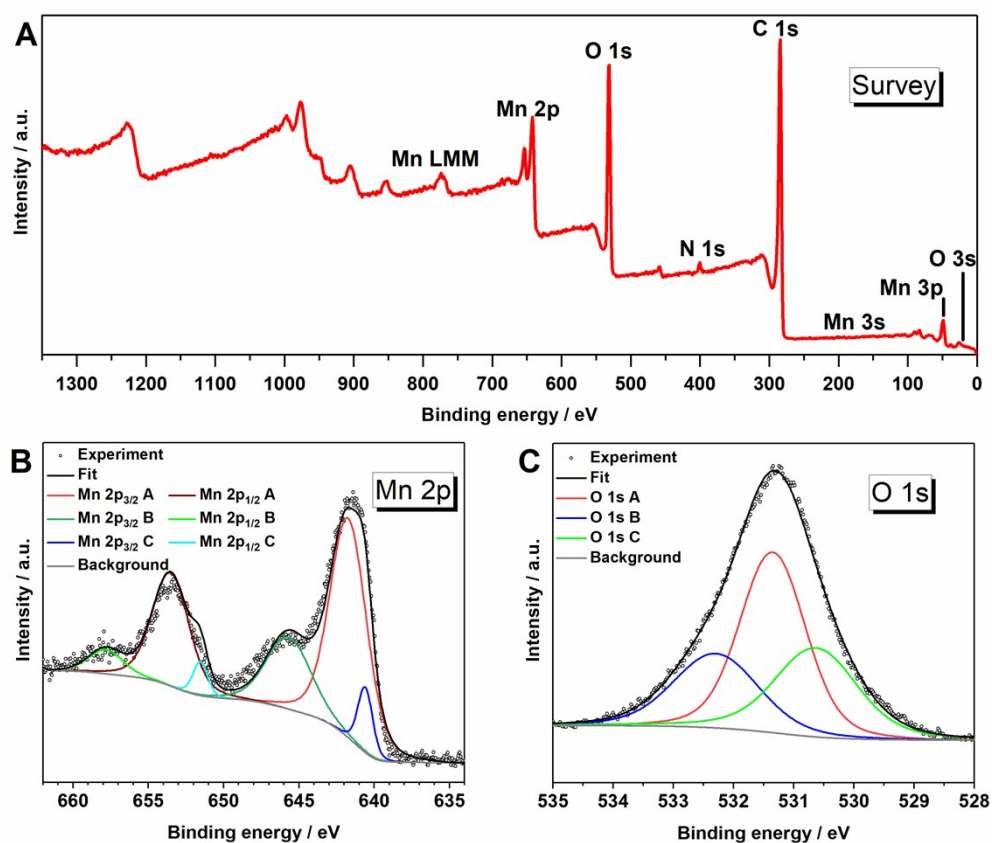 A
Survey
C 1s
O 1s
Mn 2p
Mn LMM
N 1s
O 3s
Mn 3p
Mn 3s
Intensity / a.u.
1300 1200 1100 1000 900 800 700 600 500 400 300 200 100 0
Binding energy / eV
B
Mn 2p
Experiment
Fit
Mn 2p3/2 A Mn 2p1/2 A
Mn 2p3/2 B Mn 2p1/2 B
Mn 2p3/2 C Mn 2p1/2 C
Background
Intensity / a.u.
660 655 650 645 640 635
Binding energy / eV
C
O 1s
Experiment
Fit
O 1s A
O 1s B
O 1s C
Background
Intensity / a.u.
535 534 533 532 531 530 529 528
Binding energy / eV